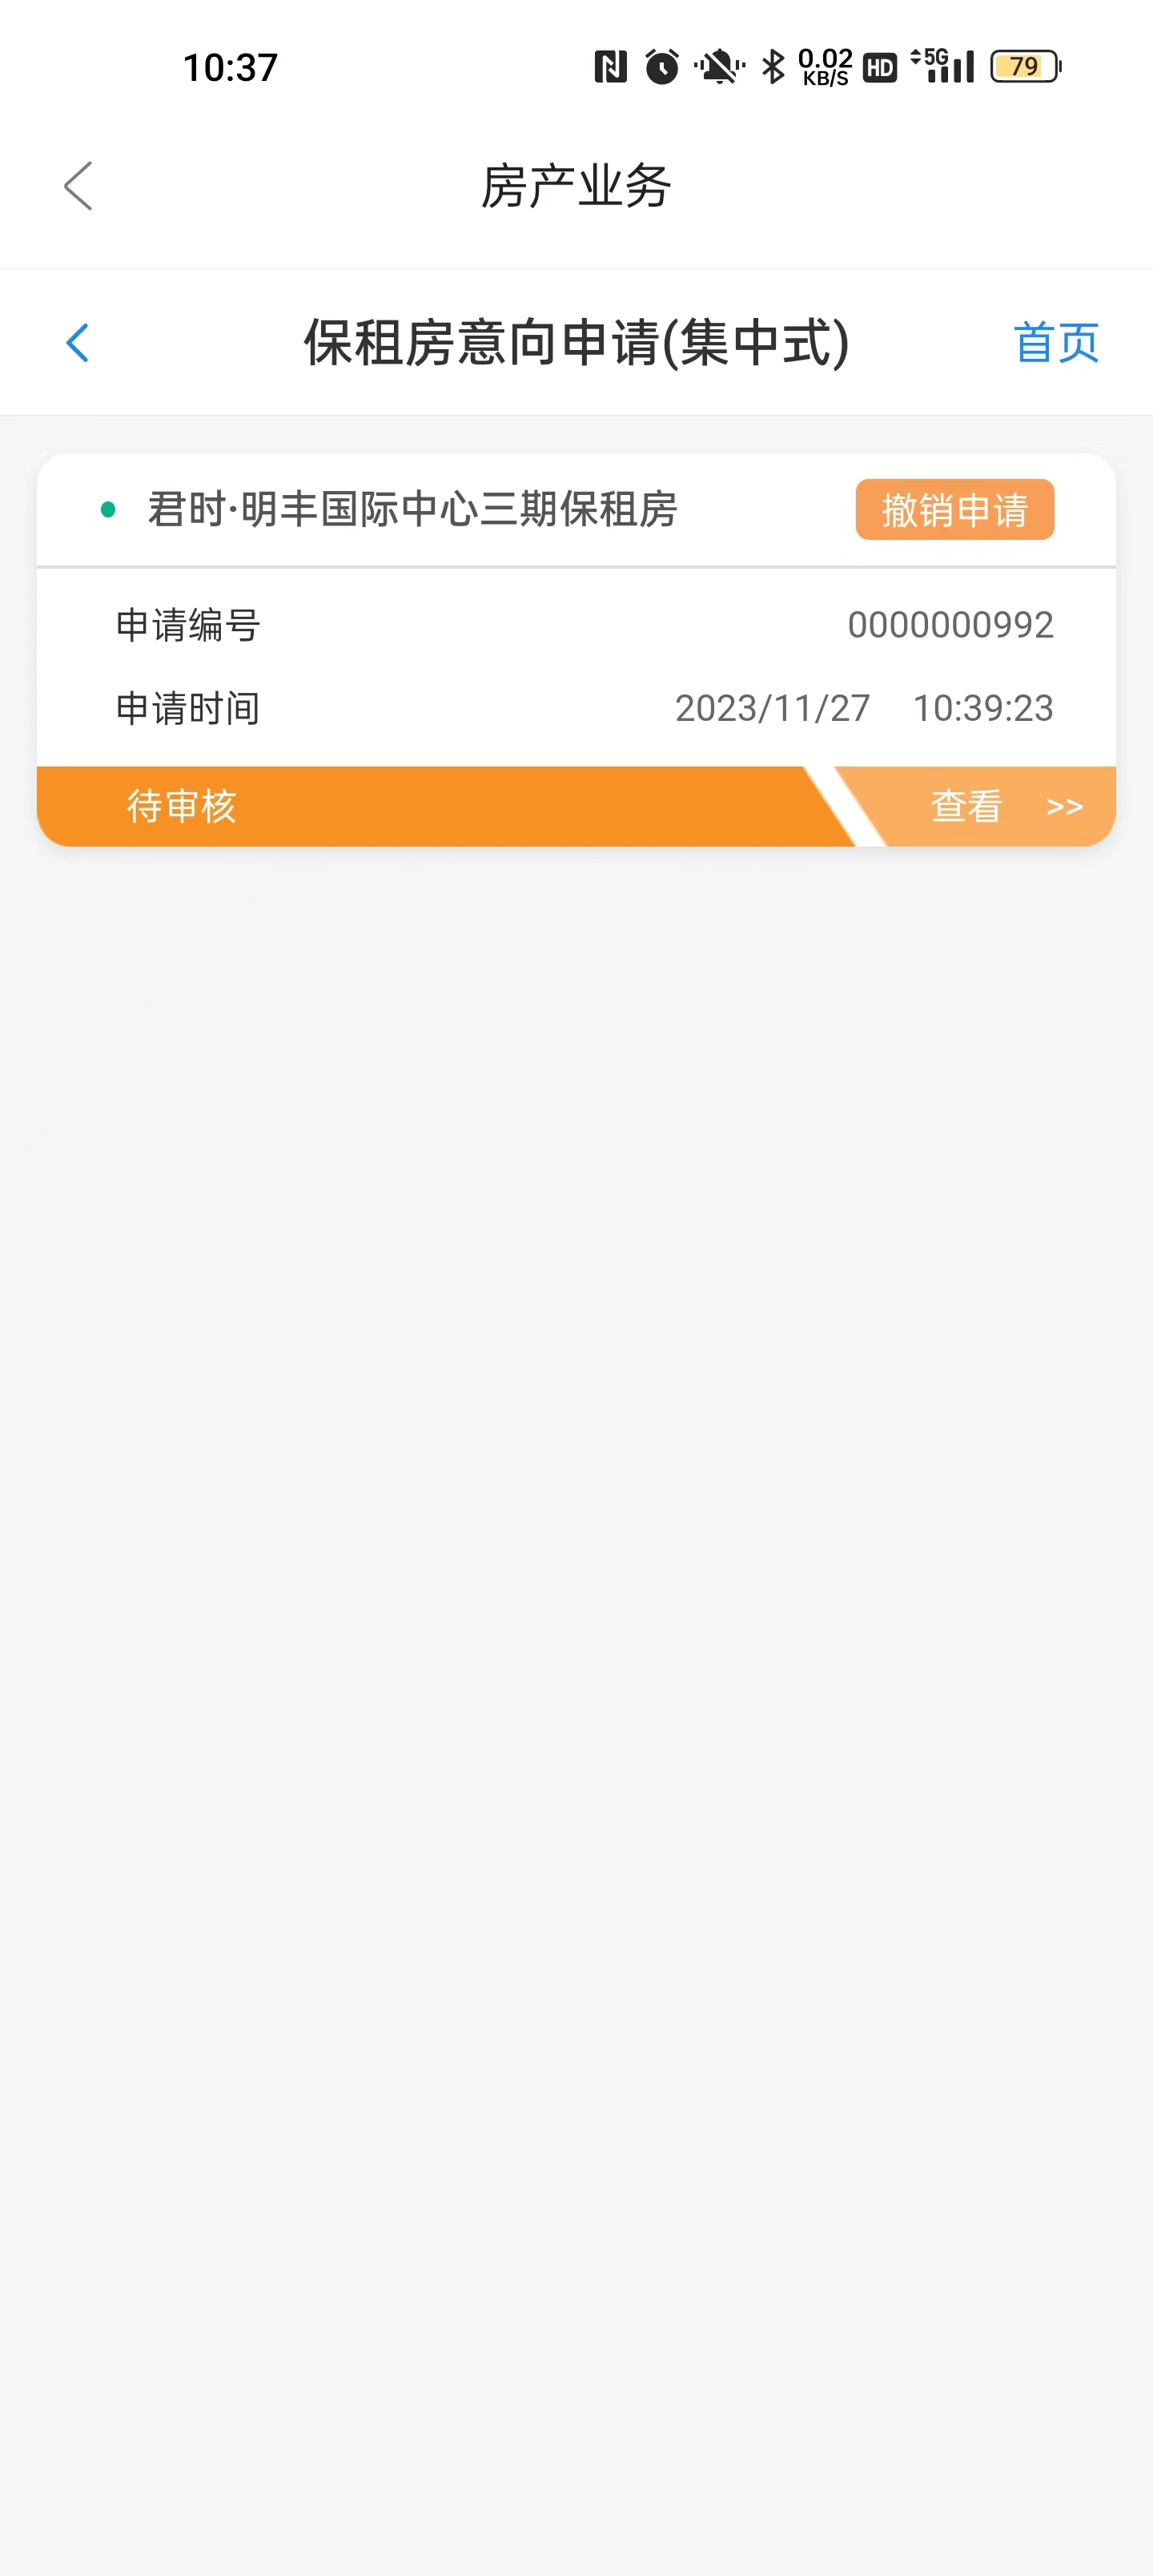 10:37 0.02 KB/S HD 5G 79
房产业务
保租房意向申请(集中式) 首页
君时·明丰国际中心三期保租房 撤销申请
申请编号 0000000992
申请时间 2023/11/27 10:39:23
待审核 查看 >>